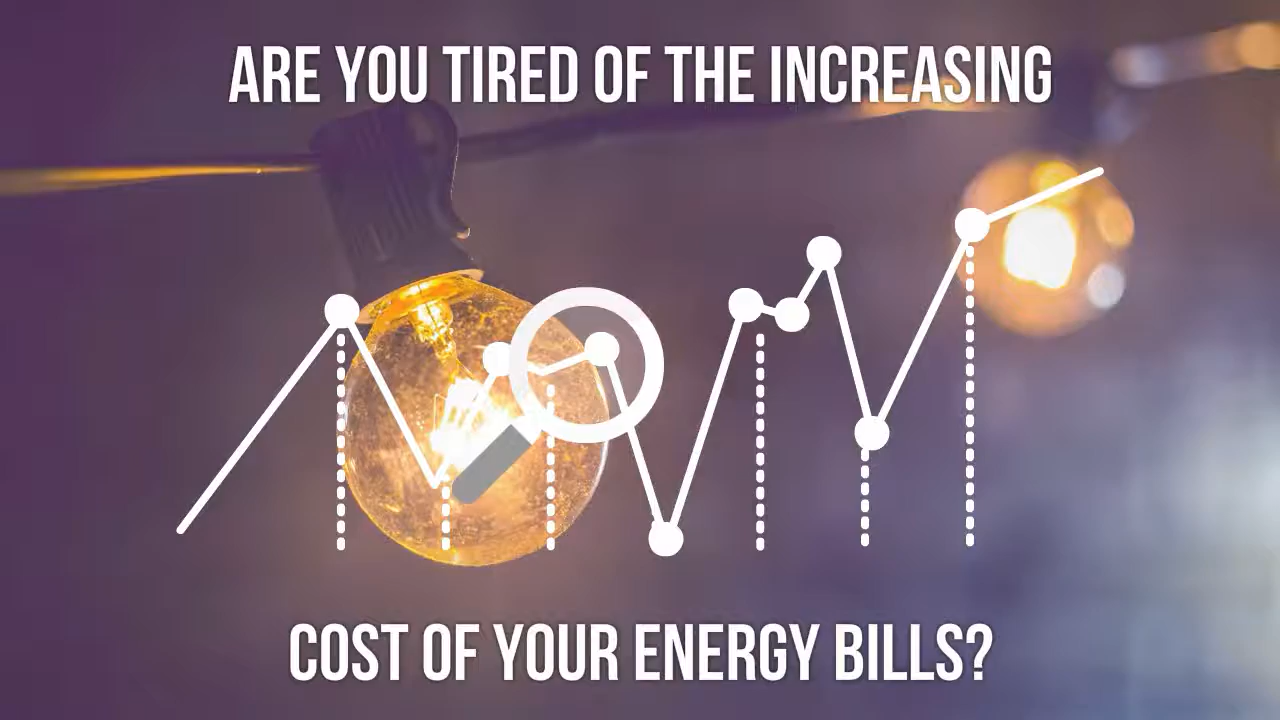 ARE YOU TIRED OF THE INCREASING
COST OF YOUR ENERGY BILLS?